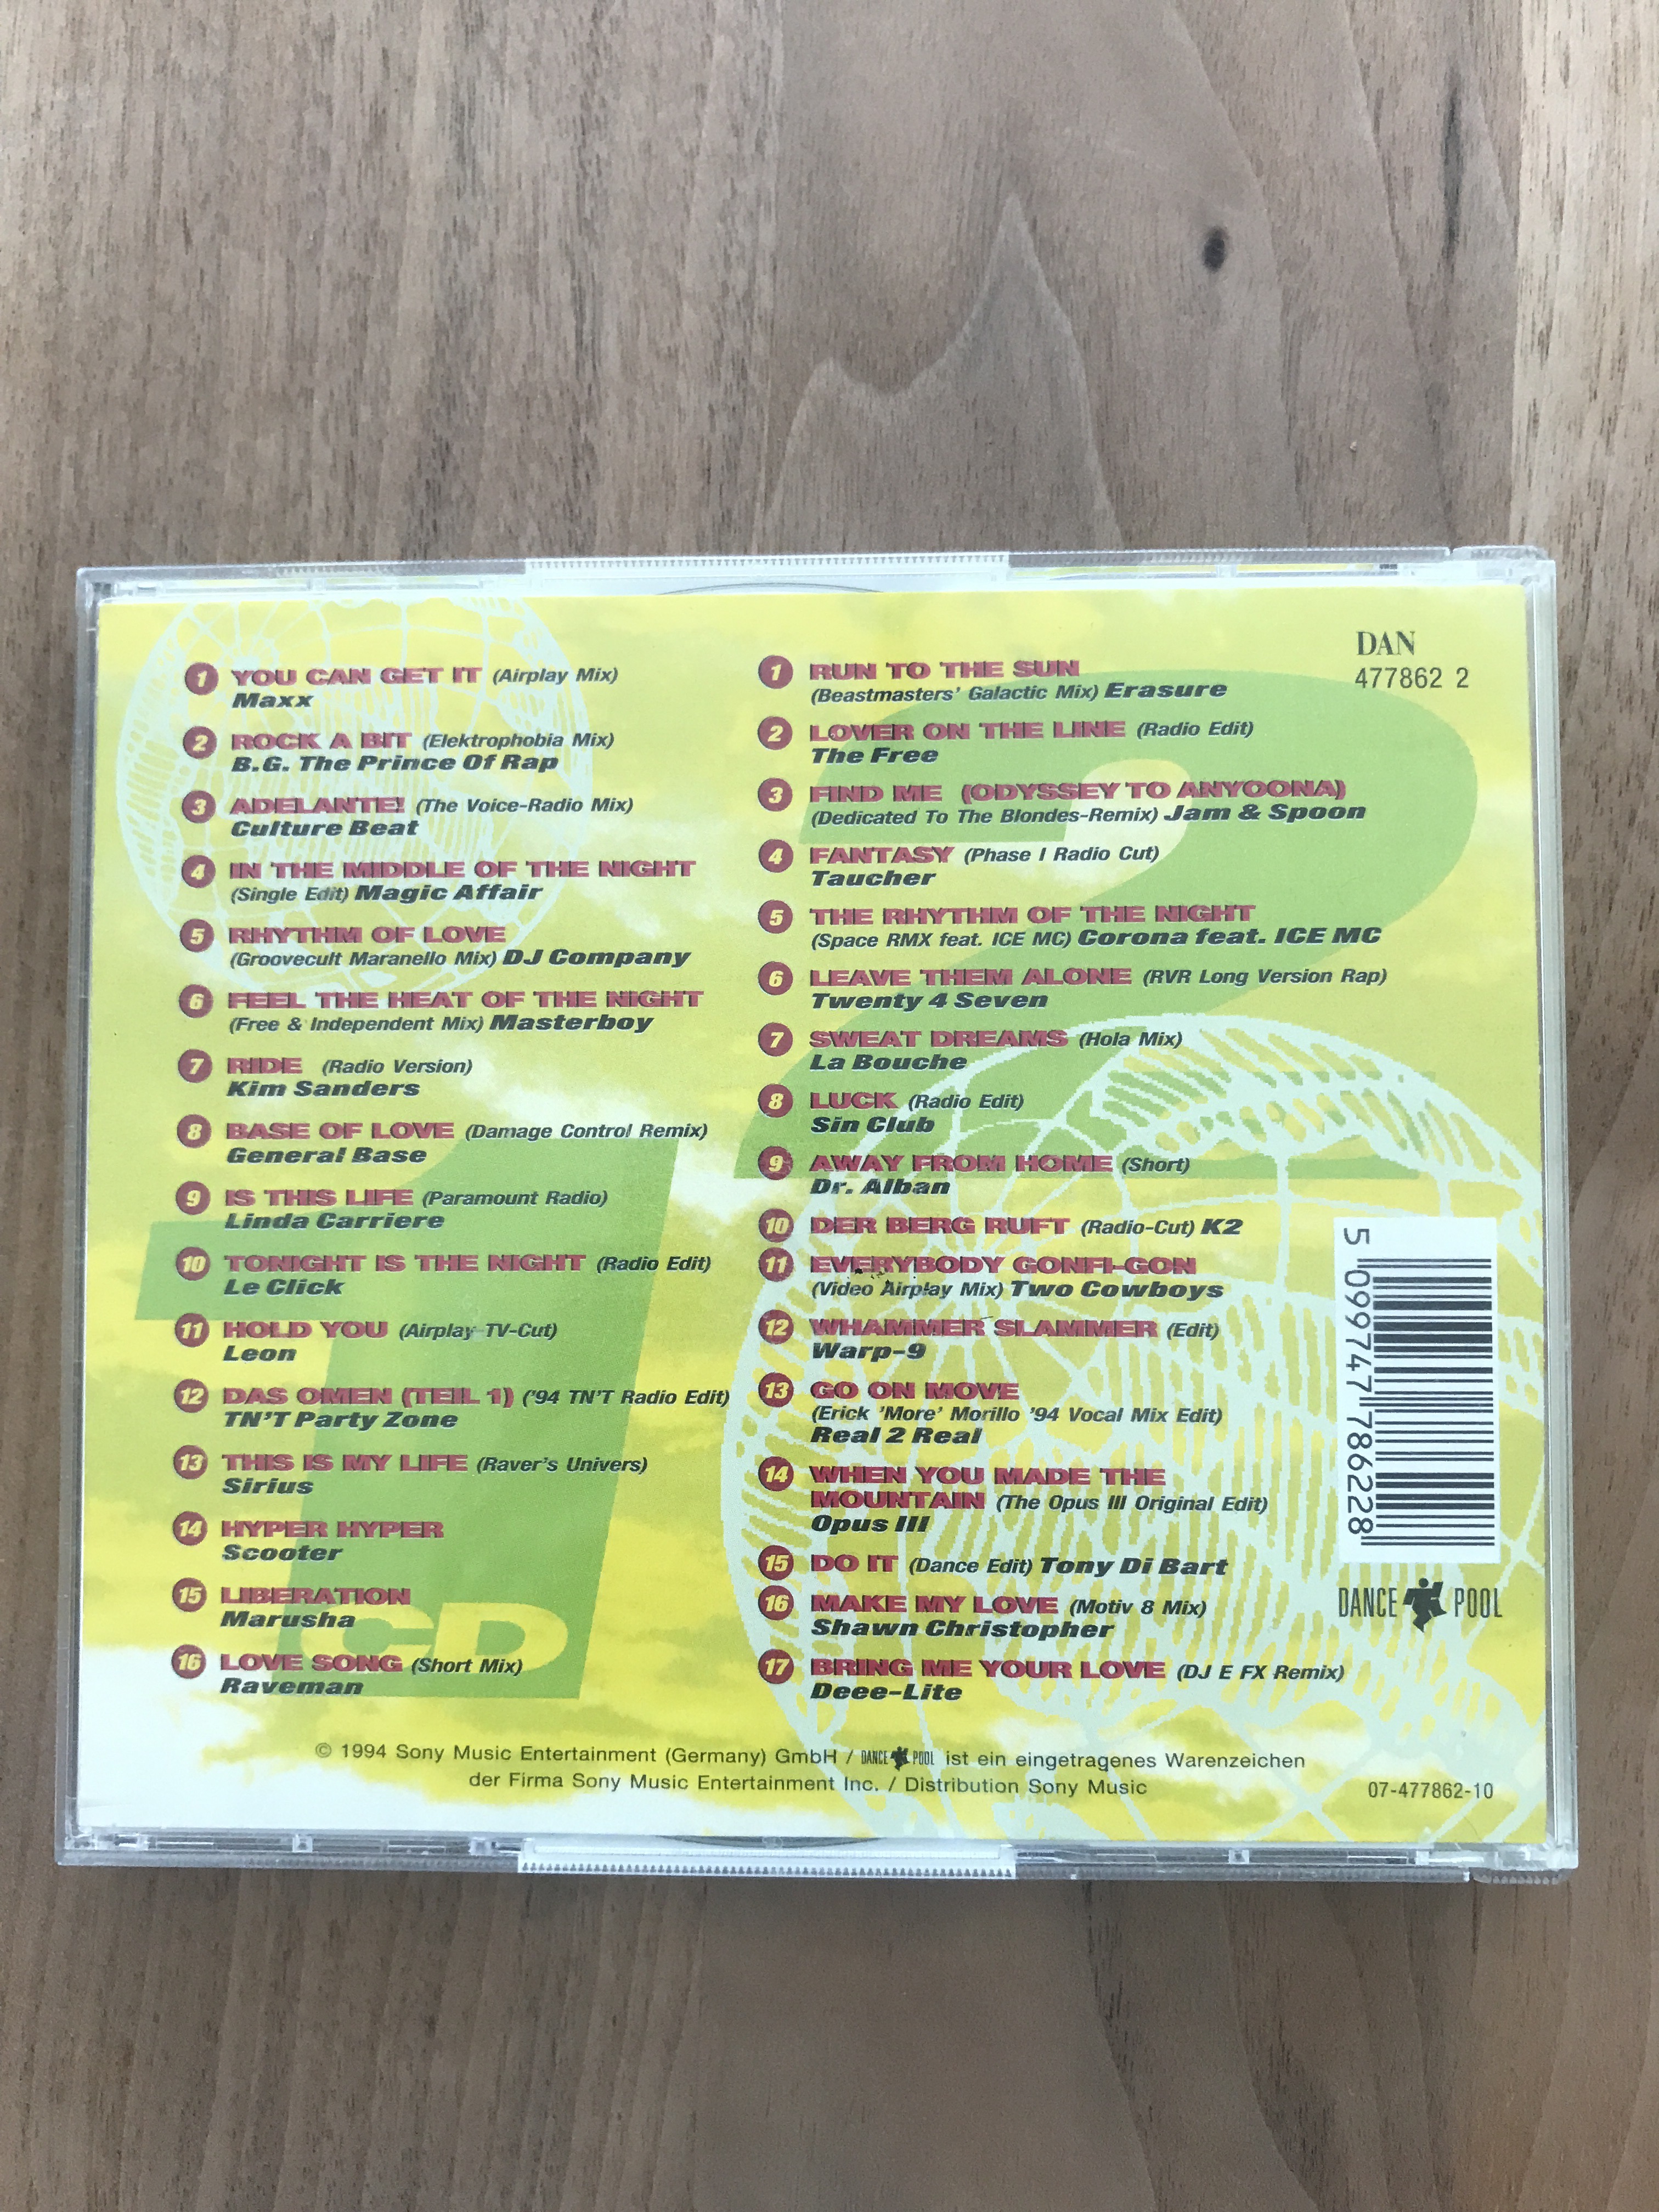 1 YOU CAN GET IT (Airplay Mix)
Maxx
2 ROCK A BIT (Elektrophobia Mix)
B.G. The Prince Of Rap
3 ADELANTE! (The Voice-Radio Mix)
Culture Beat
4 IN THE MIDDLE OF THE NIGHT
(Single Edit) Magic Affair
5 RHYTHM OF LOVE
(Groovecult Maranello Mix) DJ Company
6 FEEL THE HEAT OF THE NIGHT
(Free & Independent Mix) Masterboy
7 RIDE (Radio Version)
Kim Sanders
8 BASE OF LOVE (Damage Control Remix)
General Base
9 IS THIS LIFE (Paramount Radio)
Linda Carriere
10 TONIGHT IS THE NIGHT (Radio Edit)
Le Click
11 HOLD YOU (Airplay TV-Cut)
Leon
12 DAS OMEN (TEIL 1) ('94 TN'T Radio Edit)
TN'T Party Zone
13 THIS IS MY LIFE (Raver's Univers)
Sirius
14 HYPER HYPER
Scooter
15 LIBERATION
Marusha
16 LOVE SONG (Short Mix)
Raveman
1
CD
1 RUN TO THE SUN
(Beastmasters' Galactic Mix) Erasure
2 LOVER ON THE LINE (Radio Edit)
The Free
3 FIND ME (ODYSSEY TO ANYOONA)
(Dedicated To The Blondes-Remix) Jam & Spoon
4 FANTASY (Phase I Radio Cut)
Taucher
5 THE RHYTHM OF THE NIGHT
(Space RMX feat. ICE MC) Corona feat. ICE MC
6 LEAVE THEM ALONE (RVR Long Version Rap)
Twenty 4 Seven
7 SWEAT DREAMS (Hola Mix)
La Bouche
8 LUCK (Radio Edit)
Sin Club
9 AWAY FROM HOME (Short)
Dr. Alban
10 DER BERG RUFT (Radio-Cut) K2
11 EVERYBODY GONFI-GON
(Video Airplay Mix) Two Cowboys
12 WHAMMER SLAMMER (Edit)
Warp-9
13 GO ON MOVE
(Erick 'More' Morillo '94 Vocal Mix Edit)
Real 2 Real
14 WHEN YOU MADE THE
MOUNTAIN (The Opus III Original Edit)
Opus III
15 DO IT (Dance Edit) Tony Di Bart
16 MAKE MY LOVE (Motiv 8 Mix)
Shawn Christopher
17 BRING ME YOUR LOVE (DJ E FX Remix)
Deee-Lite
2
DAN
477862 2
5 099747 786228
DANCE POOL
© 1994 Sony Music Entertainment (Germany) GmbH / DANCE POOL ist ein eingetragenes Warenzeichen
der Firma Sony Music Entertainment Inc. / Distribution Sony Music
07-477862-10